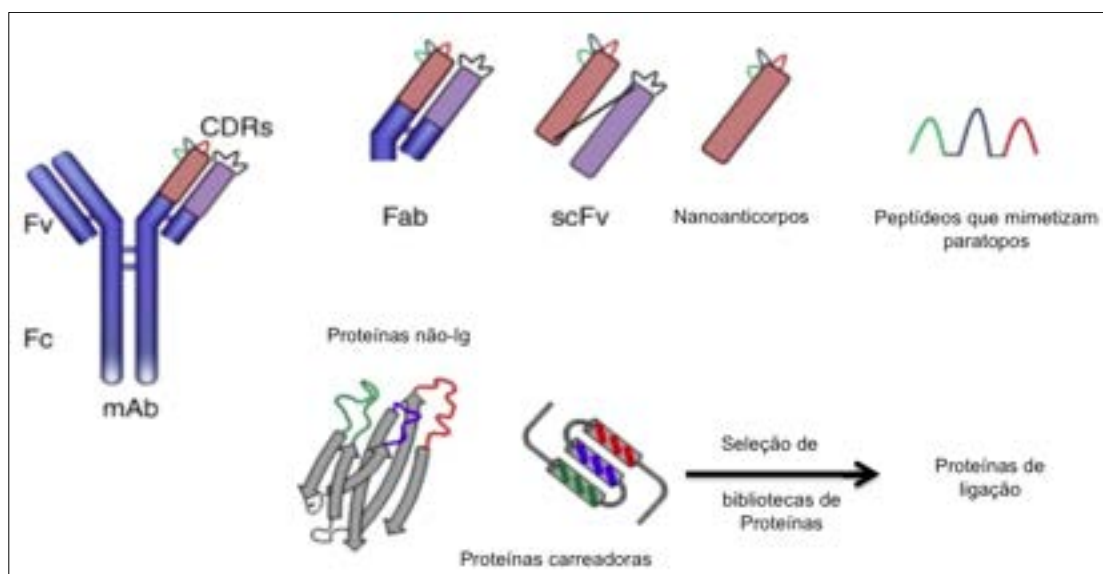 CDRs
Fv
Fc
mAb
Fab
scFv
Nanoanticorpos
Peptídeos que mimetizam
paratopos
Proteínas não-Ig
Proteínas carreadoras
Seleção de
bibliotecas de
Proteínas
Proteínas de
ligação